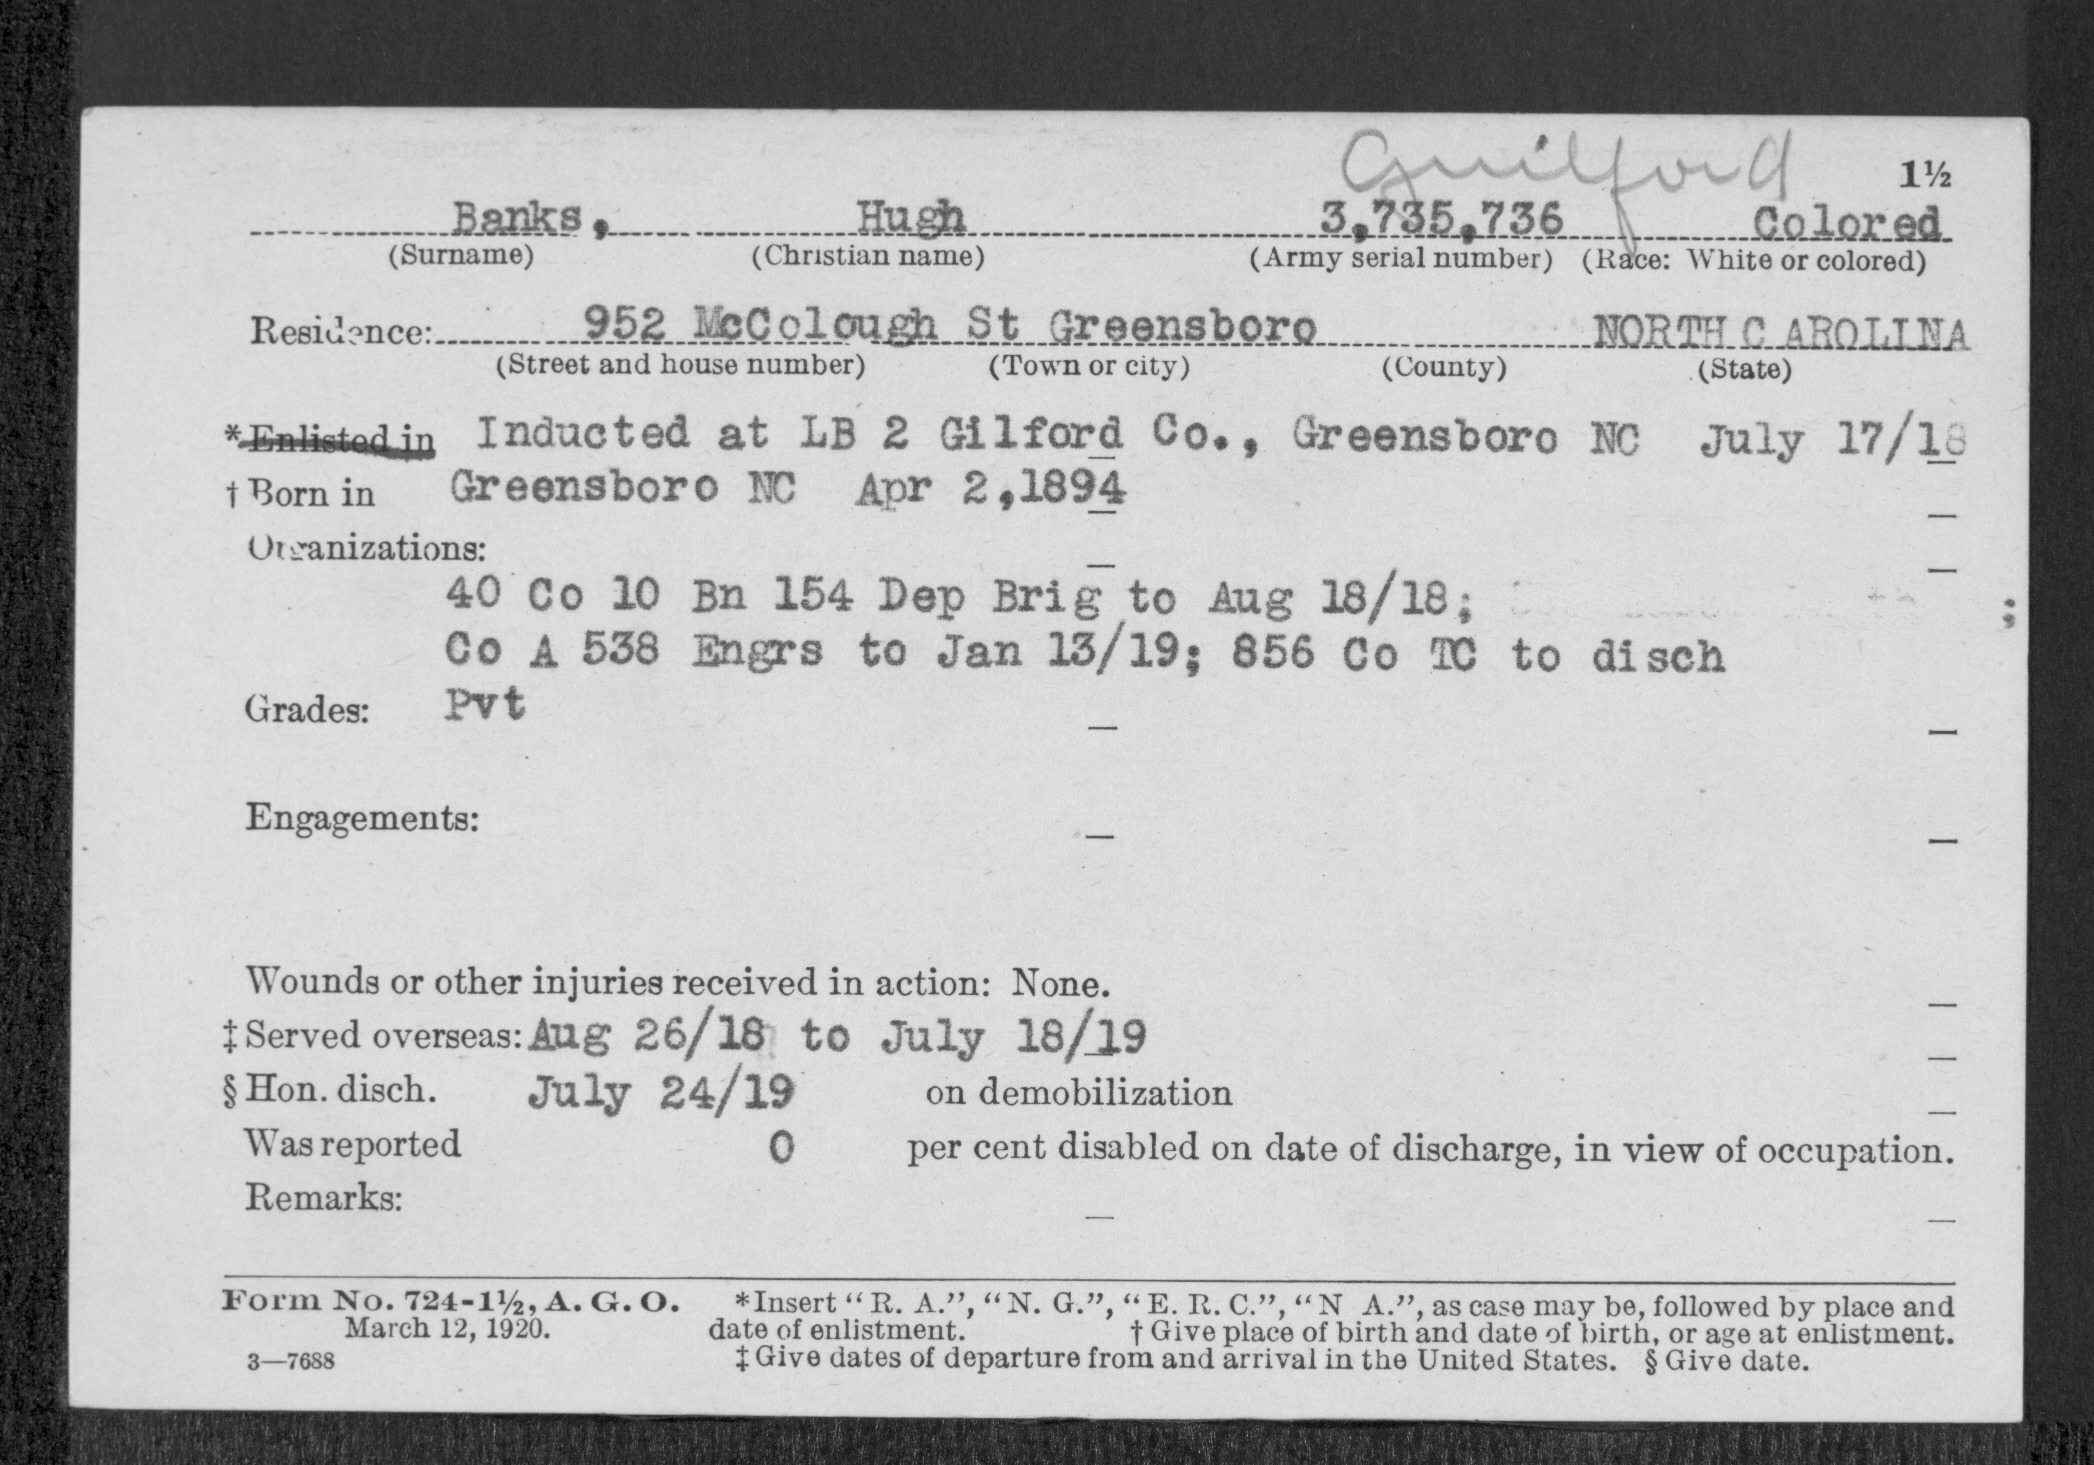 Guilford
1½
Banks, Hugh 3,735,736 Colored
(Surname) (Christian name) (Army serial number) (Race: White or colored)
Residence: 952 McColough St Greensboro NORTH C AROLINA
(Street and house number) (Town or city) (County) (State)
*Enlisted in Inducted at LB 2 Gilford Co., Greensboro NC July 17/18
† Born in Greensboro NC Apr 2,1894
Organizations:
40 Co 10 Bn 154 Dep Brig to Aug 18/18; ;
Co A 538 Engrs to Jan 13/19; 856 Co TC to disch
Grades: Pvt
Engagements:
Wounds or other injuries received in action: None.
‡ Served overseas: Aug 26/18 to July 18/19
§ Hon. disch. July 24/19 on demobilization
Was reported 0 per cent disabled on date of discharge, in view of occupation.
Remarks:
Form No. 724-1½, A. G. O. *Insert "R. A.", "N. G.", "E. R. C.", "N A.", as case may be, followed by place and
March 12, 1920. date of enlistment. † Give place of birth and date of birth, or age at enlistment.
3—7688 ‡ Give dates of departure from and arrival in the United States. § Give date.